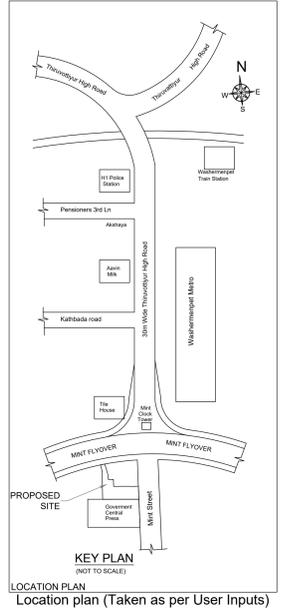 Thiruvottiyur High Road
Thiruvottiyur
High Road
N
W
E
S
Washermenpet
Train Station
H1 Police
Station
Pensioners 3rd Ln
Akshaya
Aavin
Milk
30m Wide Thiruvottiyur High Road
Washermenpet Metro
Kathbada road
Tile
House
Mint
Clock
Tower
MINT FLYOVER
MINT FLYOVER
PROPOSED
SITE
Goverment
Central
Press
Mint Street
KEY PLAN
(NOT TO SCALE)
LOCATION PLAN
Location plan (Taken as per User Inputs)